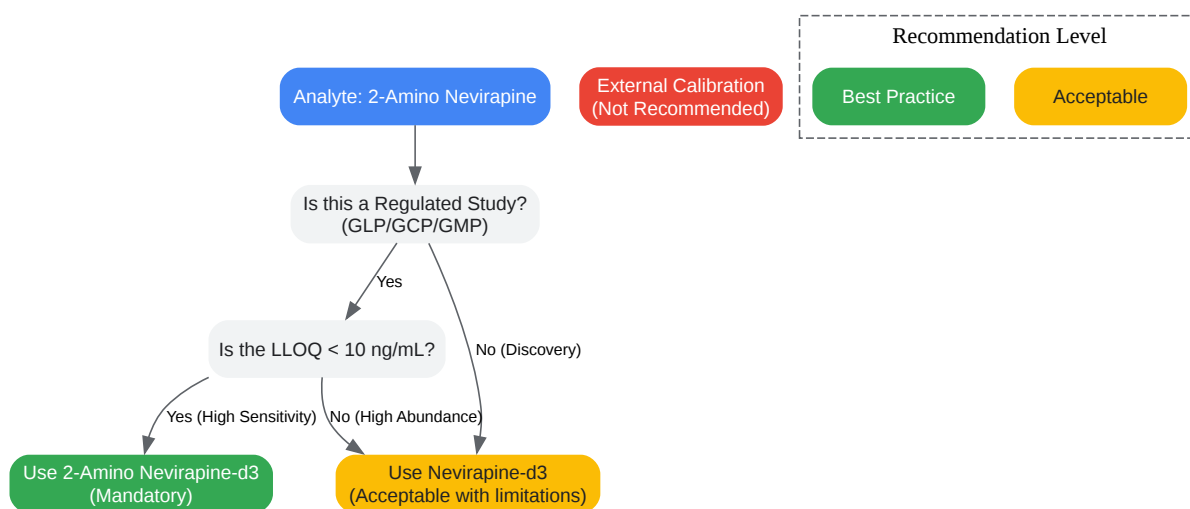 Recommendation Level
Analyte: 2-Amino Nevirapine
External Calibration
(Not Recommended)
Best Practice
Acceptable
Is this a Regulated Study?
(GLP/GCP/GMP)
Yes
Is the LLOQ < 10 ng/mL?
No (Discovery)
Yes (High Sensitivity)
No (High Abundance)
Use 2-Amino Nevirapine-d3
(Mandatory)
Use Nevirapine-d3
(Acceptable with limitations)